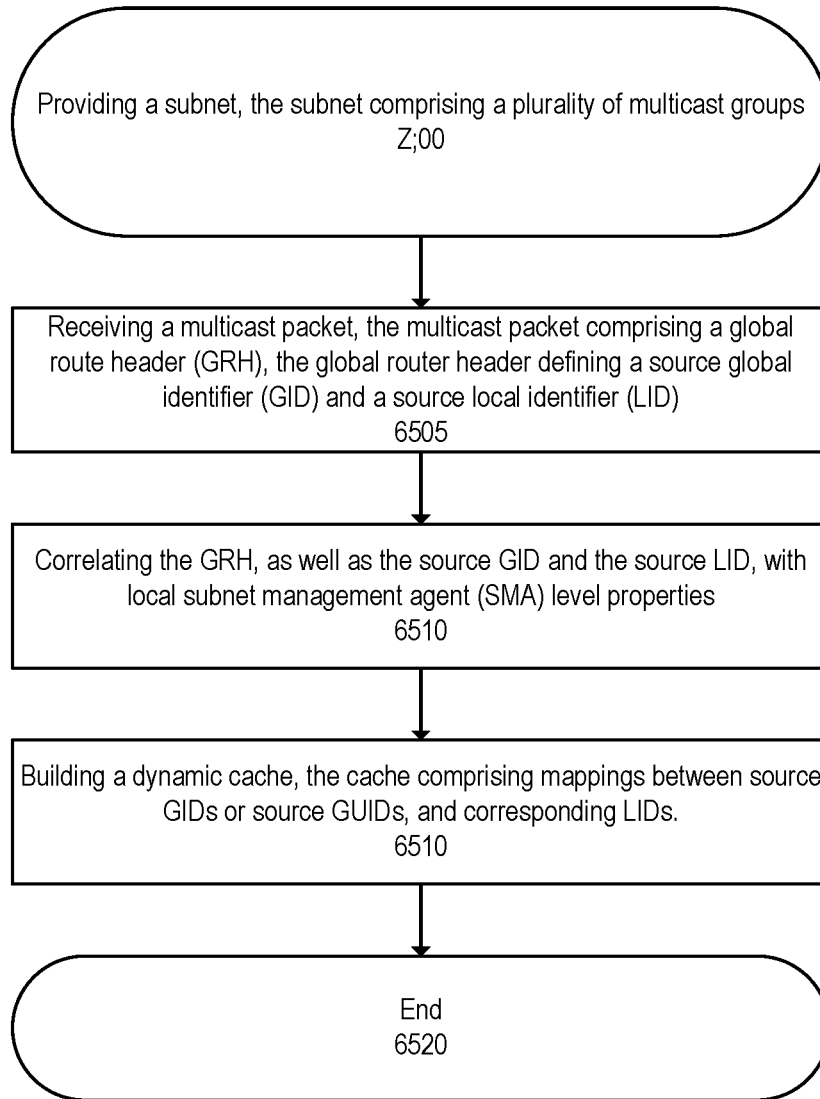 Providing a subnet, the subnet comprising a plurality of multicast groups
Z;00
Receiving a multicast packet, the multicast packet comprising a global
route header (GRH), the global router header defining a source global
identifier (GID) and a source local identifier (LID)
6505
Correlating the GRH, as well as the source GID and the source LID, with
local subnet management agent (SMA) level properties
6510
Building a dynamic cache, the cache comprising mappings between source
GIDs or source GUIDs, and corresponding LIDs.
6510
End
6520